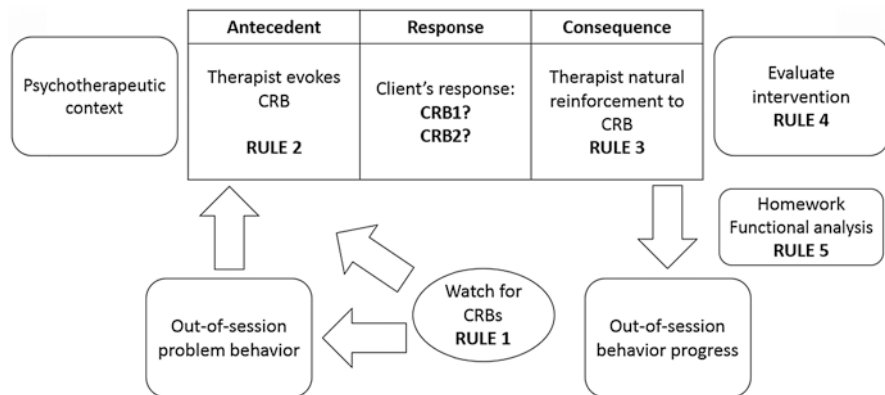 Antecedent
Response
Consequence
Psychotherapeutic
context
Therapist evokes
CRB
RULE 2
Client's response:
CRB1?
CRB2?
Therapist natural
reinforcement to
CRB
RULE 3
Evaluate
intervention
RULE 4
Homework
Functional analysis
RULE 5
Out-of-session
problem behavior
Watch for
CRBs
RULE 1
Out-of-session
behavior progress